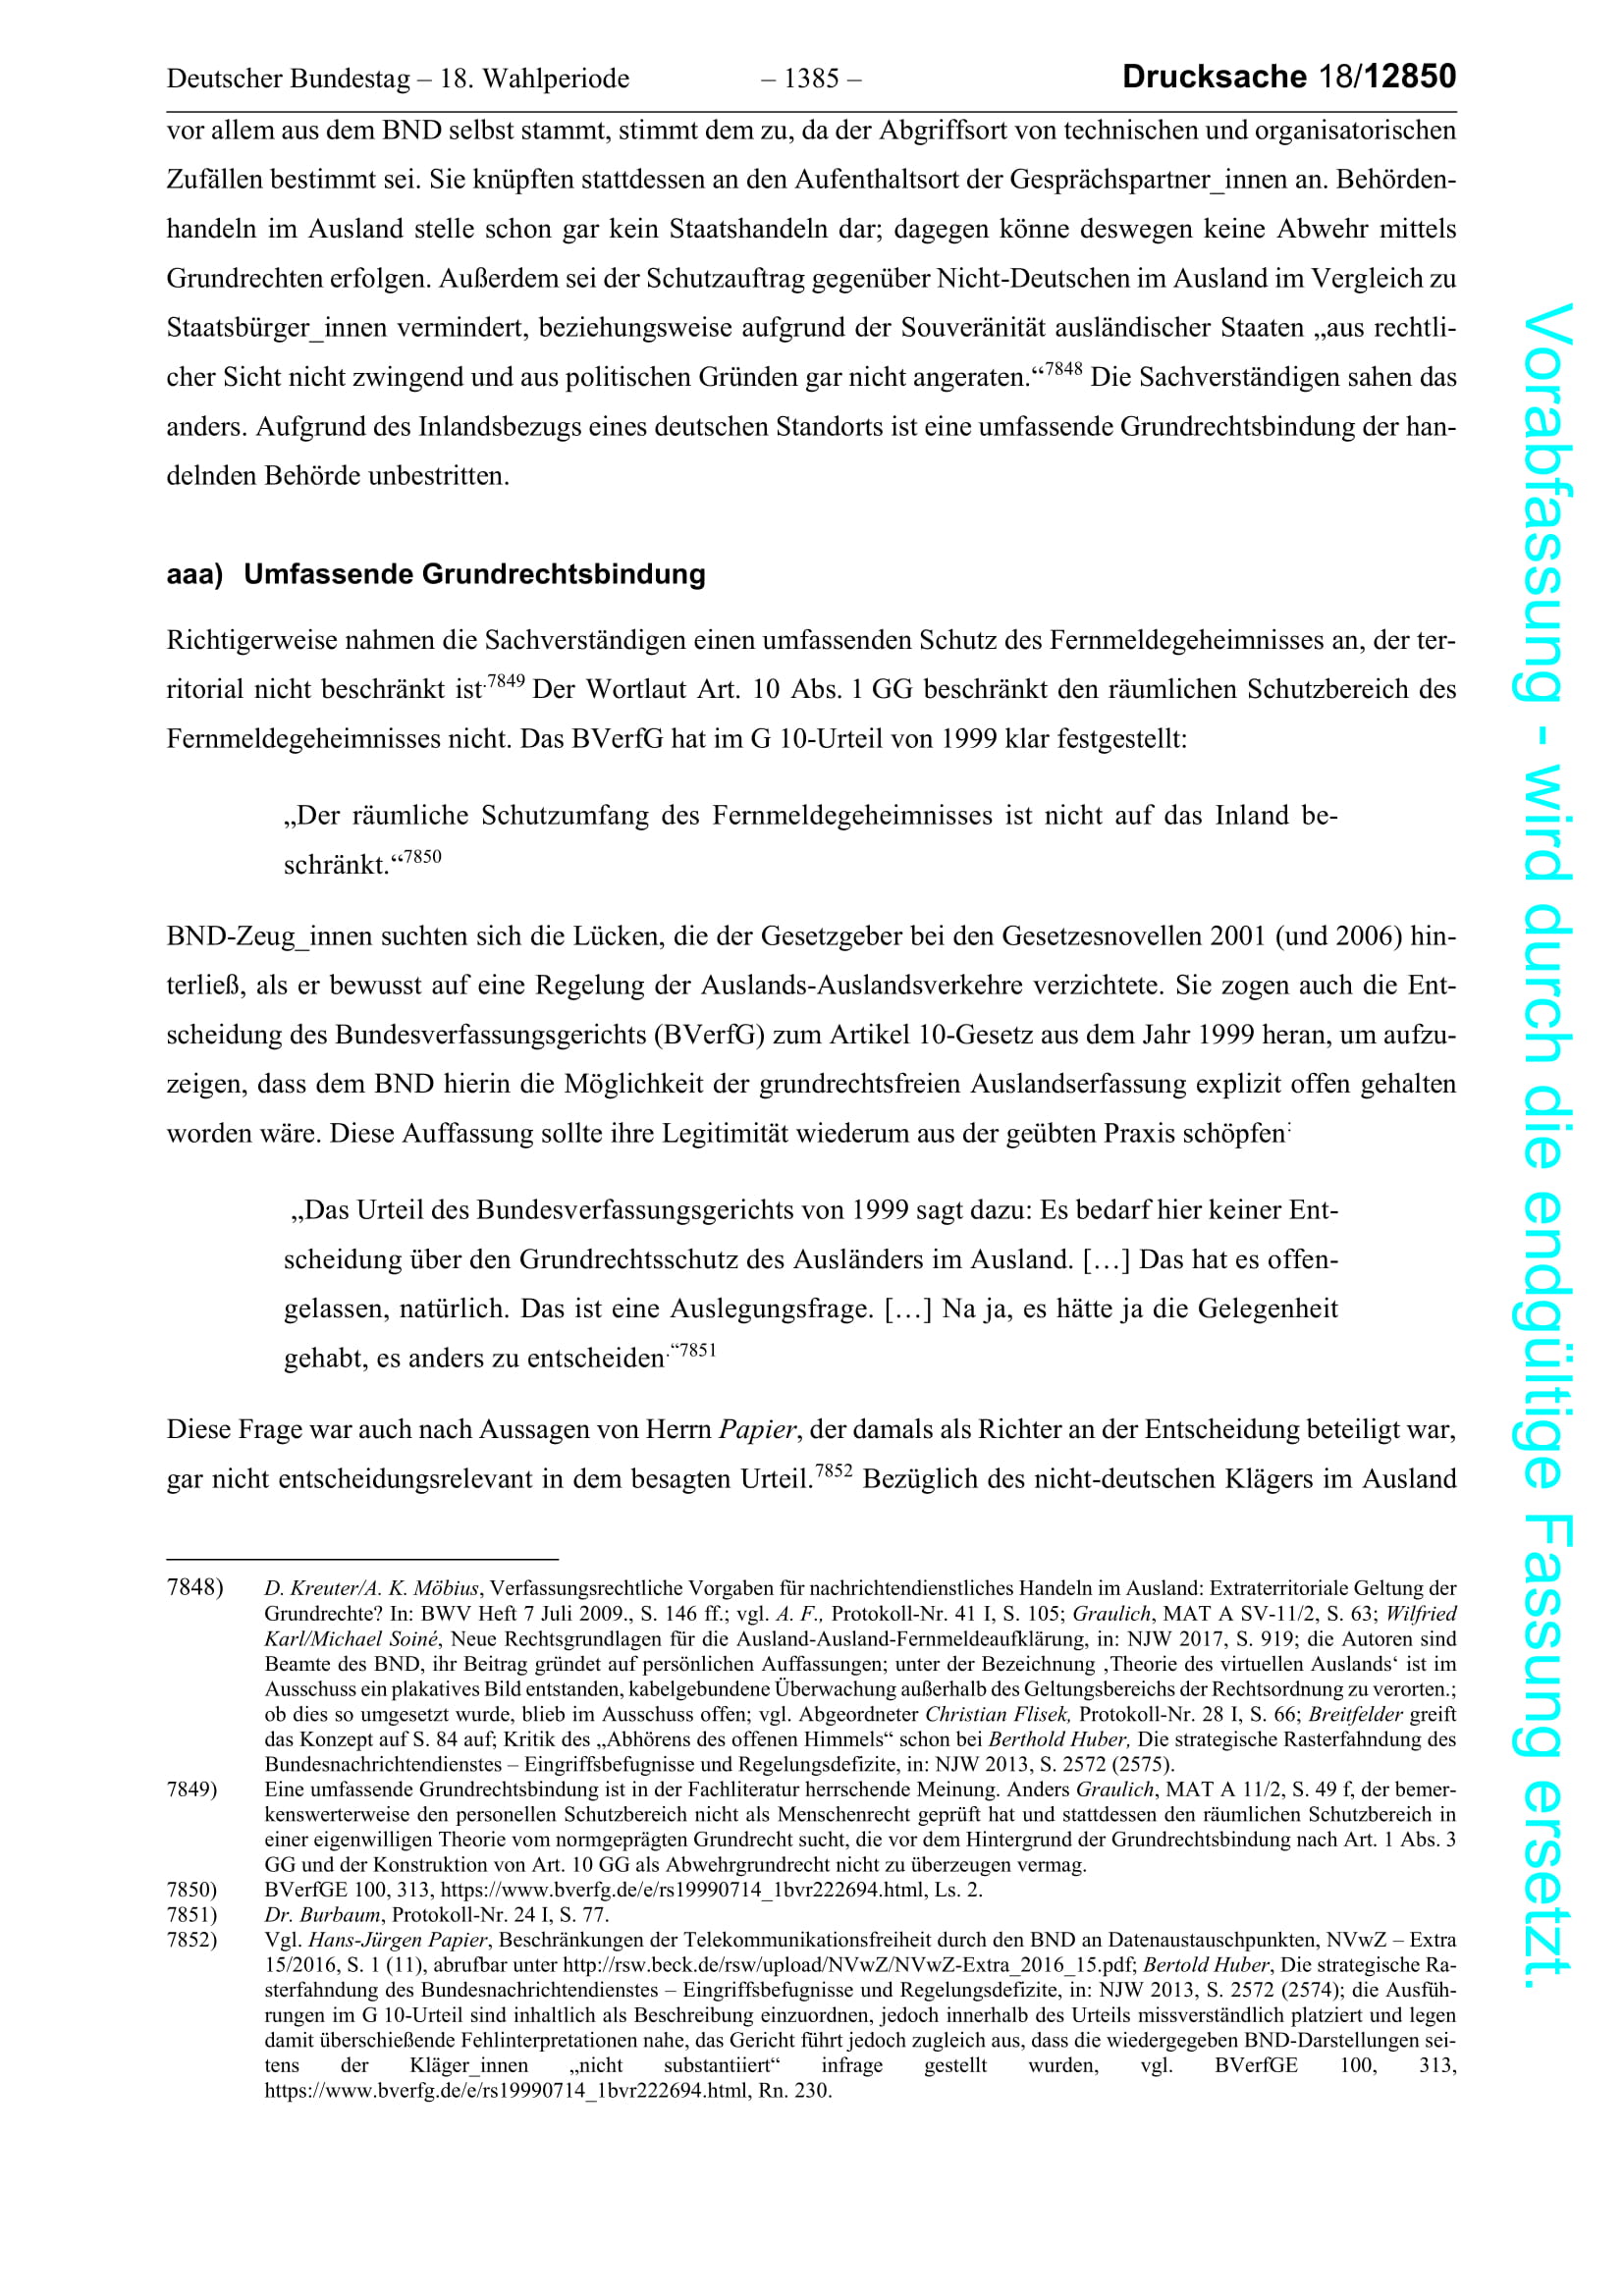 Deutscher Bundestag – 18. Wahlperiode – 1385 – Drucksache 18/12850
vor allem aus dem BND selbst stammt, stimmt dem zu, da der Abgriffsort von technischen und organisatorischen
Zufällen bestimmt sei. Sie knüpften stattdessen an den Aufenthaltsort der Gesprächspartner_innen an. Behörden-
handeln im Ausland stelle schon gar kein Staatshandeln dar; dagegen könne deswegen keine Abwehr mittels
Grundrechten erfolgen. Außerdem sei der Schutzauftrag gegenüber Nicht-Deutschen im Ausland im Vergleich zu
Staatsbürger_innen vermindert, beziehungsweise aufgrund der Souveränität ausländischer Staaten „aus rechtli-
cher Sicht nicht zwingend und aus politischen Gründen gar nicht angeraten.“7848 Die Sachverständigen sahen das
anders. Aufgrund des Inlandsbezugs eines deutschen Standorts ist eine umfassende Grundrechtsbindung der han-
delnden Behörde unbestritten.
aaa) Umfassende Grundrechtsbindung
Richtigerweise nahmen die Sachverständigen einen umfassenden Schutz des Fernmeldegeheimnisses an, der ter-
ritorial nicht beschränkt ist.7849 Der Wortlaut Art. 10 Abs. 1 GG beschränkt den räumlichen Schutzbereich des
Fernmeldegeheimnisses nicht. Das BVerfG hat im G 10-Urteil von 1999 klar festgestellt:
„Der räumliche Schutzumfang des Fernmeldegeheimnisses ist nicht auf das Inland be-
schränkt.“7850
BND-Zeug_innen suchten sich die Lücken, die der Gesetzgeber bei den Gesetzesnovellen 2001 (und 2006) hin-
terließ, als er bewusst auf eine Regelung der Auslands-Auslandsverkehre verzichtete. Sie zogen auch die Ent-
scheidung des Bundesverfassungsgerichts (BVerfG) zum Artikel 10-Gesetz aus dem Jahr 1999 heran, um aufzu-
zeigen, dass dem BND hierin die Möglichkeit der grundrechtsfreien Auslandserfassung explizit offen gehalten
worden wäre. Diese Auffassung sollte ihre Legitimität wiederum aus der geübten Praxis schöpfen:
„Das Urteil des Bundesverfassungsgerichts von 1999 sagt dazu: Es bedarf hier keiner Ent-
scheidung über den Grundrechtsschutz des Ausländers im Ausland. […] Das hat es offen-
gelassen, natürlich. Das ist eine Auslegungsfrage. […] Na ja, es hätte ja die Gelegenheit
gehabt, es anders zu entscheiden.“7851
Diese Frage war auch nach Aussagen von Herrn Papier, der damals als Richter an der Entscheidung beteiligt war,
gar nicht entscheidungsrelevant in dem besagten Urteil.7852 Bezüglich des nicht-deutschen Klägers im Ausland
7848) D. Kreuter/A. K. Möbius, Verfassungsrechtliche Vorgaben für nachrichtendienstliches Handeln im Ausland: Extraterritoriale Geltung der
Grundrechte? In: BWV Heft 7 Juli 2009., S. 146 ff.; vgl. A. F., Protokoll-Nr. 41 I, S. 105; Graulich, MAT A SV-11/2, S. 63; Wilfried
Karl/Michael Soiné, Neue Rechtsgrundlagen für die Ausland-Ausland-Fernmeldeaufklärung, in: NJW 2017, S. 919; die Autoren sind
Beamte des BND, ihr Beitrag gründet auf persönlichen Auffassungen; unter der Bezeichnung ‚Theorie des virtuellen Auslands‘ ist im
Ausschuss ein plakatives Bild entstanden, kabelgebundene Überwachung außerhalb des Geltungsbereichs der Rechtsordnung zu verorten.;
ob dies so umgesetzt wurde, blieb im Ausschuss offen; vgl. Abgeordneter Christian Flisek, Protokoll-Nr. 28 I, S. 66; Breitfelder greift
das Konzept auf S. 84 auf; Kritik des „Abhörens des offenen Himmels“ schon bei Berthold Huber, Die strategische Rasterfahndung des
Bundesnachrichtendienstes – Eingriffsbefugnisse und Regelungsdefizite, in: NJW 2013, S. 2572 (2575).
7849) Eine umfassende Grundrechtsbindung ist in der Fachliteratur herrschende Meinung. Anders Graulich, MAT A 11/2, S. 49 f, der bemer-
kenswerterweise den personellen Schutzbereich nicht als Menschenrecht geprüft hat und stattdessen den räumlichen Schutzbereich in
einer eigenwilligen Theorie vom normgeprägten Grundrecht sucht, die vor dem Hintergrund der Grundrechtsbindung nach Art. 1 Abs. 3
GG und der Konstruktion von Art. 10 GG als Abwehrgrundrecht nicht zu überzeugen vermag.
7850) BVerfGE 100, 313, https://www.bverfg.de/e/rs19990714_1bvr222694.html, Ls. 2.
7851) Dr. Burbaum, Protokoll-Nr. 24 I, S. 77.
7852) Vgl. Hans-Jürgen Papier, Beschränkungen der Telekommunikationsfreiheit durch den BND an Datenaustauschpunkten, NVwZ – Extra
15/2016, S. 1 (11), abrufbar unter http://rsw.beck.de/rsw/upload/NVwZ/NVwZ-Extra_2016_15.pdf; Bertold Huber, Die strategische Ra-
sterfahndung des Bundesnachrichtendienstes – Eingriffsbefugnisse und Regelungsdefizite, in: NJW 2013, S. 2572 (2574); die Ausfüh-
rungen im G 10-Urteil sind inhaltlich als Beschreibung einzuordnen, jedoch innerhalb des Urteils missverständlich platziert und legen
damit überschießende Fehlinterpretationen nahe, das Gericht führt jedoch zugleich aus, dass die wiedergegeben BND-Darstellungen sei-
tens der Kläger_innen „nicht substantiiert“ infrage gestellt wurden, vgl. BVerfGE 100, 313,
https://www.bverfg.de/e/rs19990714_1bvr222694.html, Rn. 230.
Vorabfassung - wird durch die endgültige Fassung ersetzt.